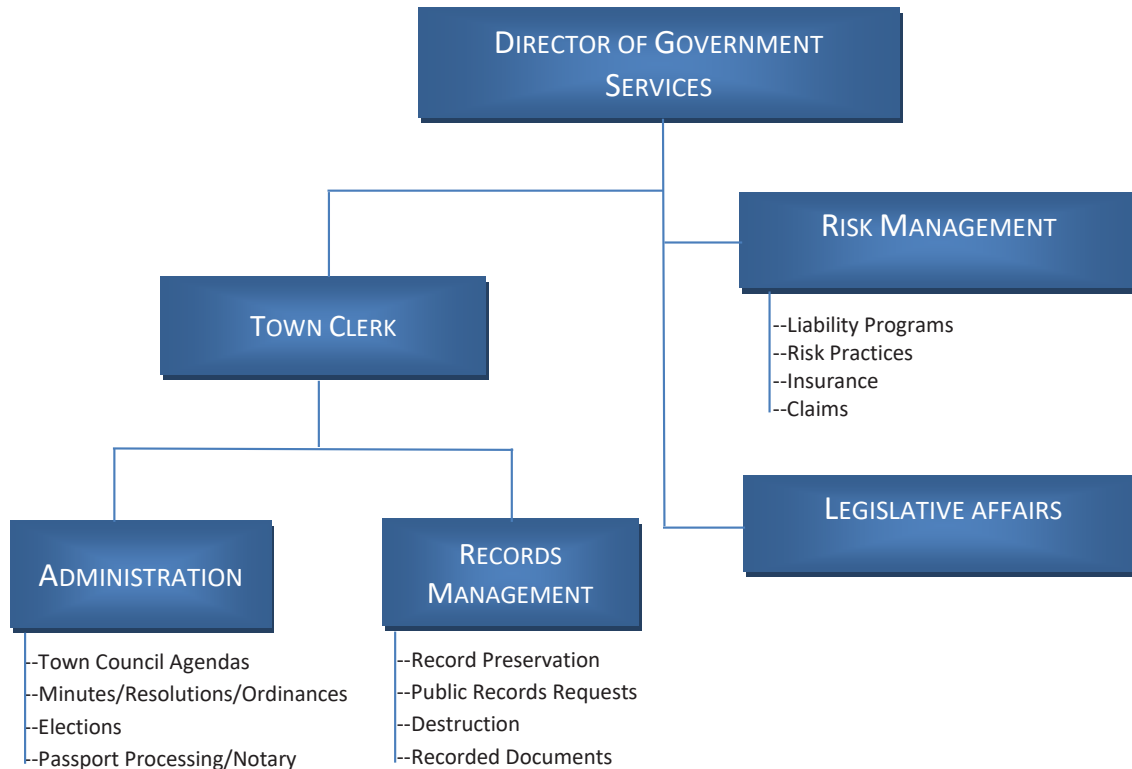 DIRECTOR OF GOVERNMENT
SERVICES
RISK MANAGEMENT
--Liability Programs
--Risk Practices
--Insurance
--Claims
TOWN CLERK
LEGISLATIVE AFFAIRS
ADMINISTRATION
--Town Council Agendas
--Minutes/Resolutions/Ordinances
--Elections
--Passport Processing/Notary
RECORDS
MANAGEMENT
--Record Preservation
--Public Records Requests
--Destruction
--Recorded Documents